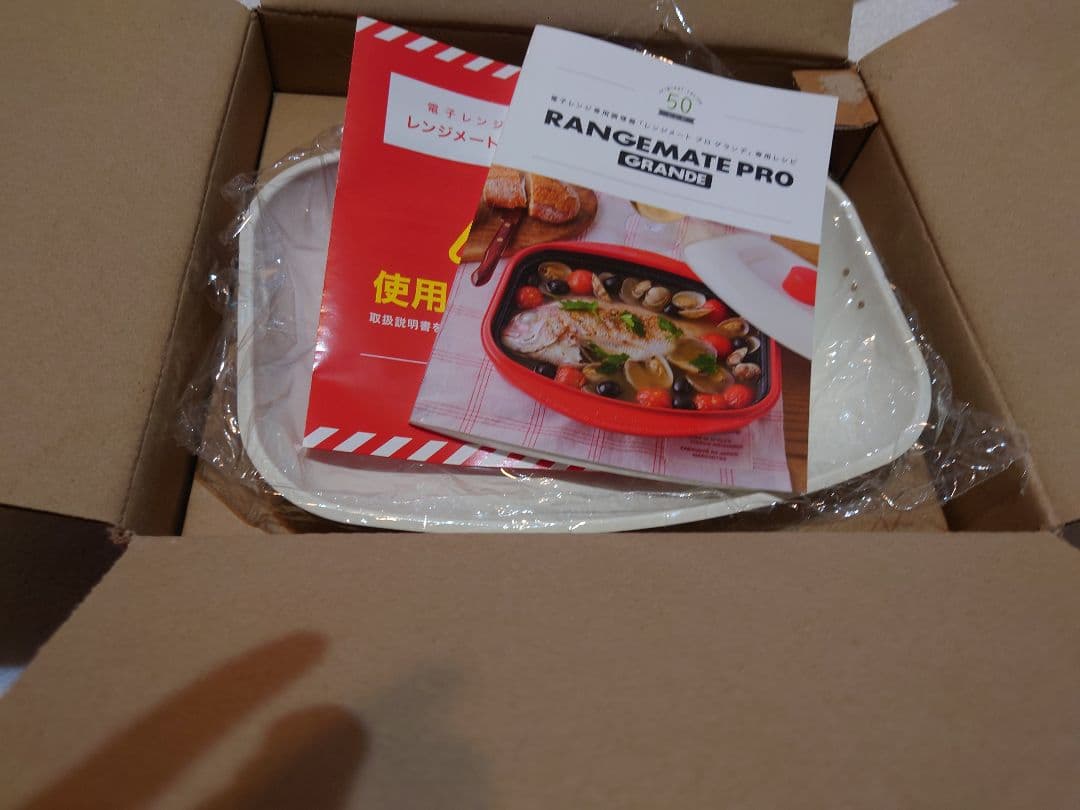 電子レンジ
レンジメート
使用
取扱説明書を
50
電子レンジ専用調理器「レンジメート プロ グランデ」専用レシピ
RANGEMATE PRO
GRANDE